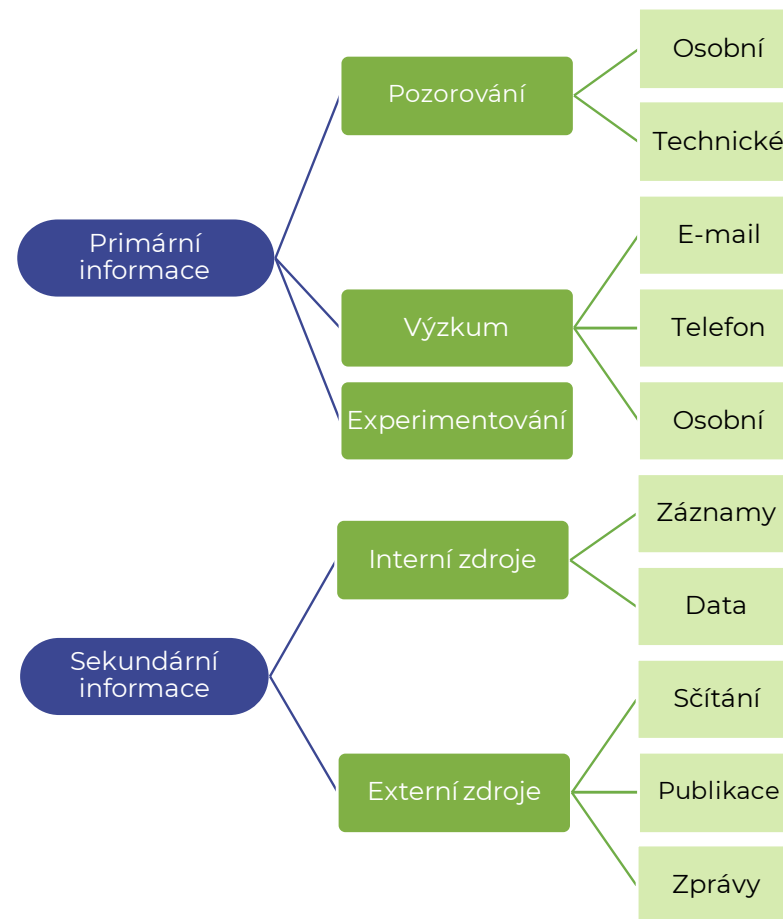 Primární
informace
Pozorování
Osobní
Technické
Výzkum
E-mail
Telefon
Osobní
Experimentování
Sekundární
informace
Interní zdroje
Záznamy
Data
Externí zdroje
Sčítání
Publikace
Zprávy